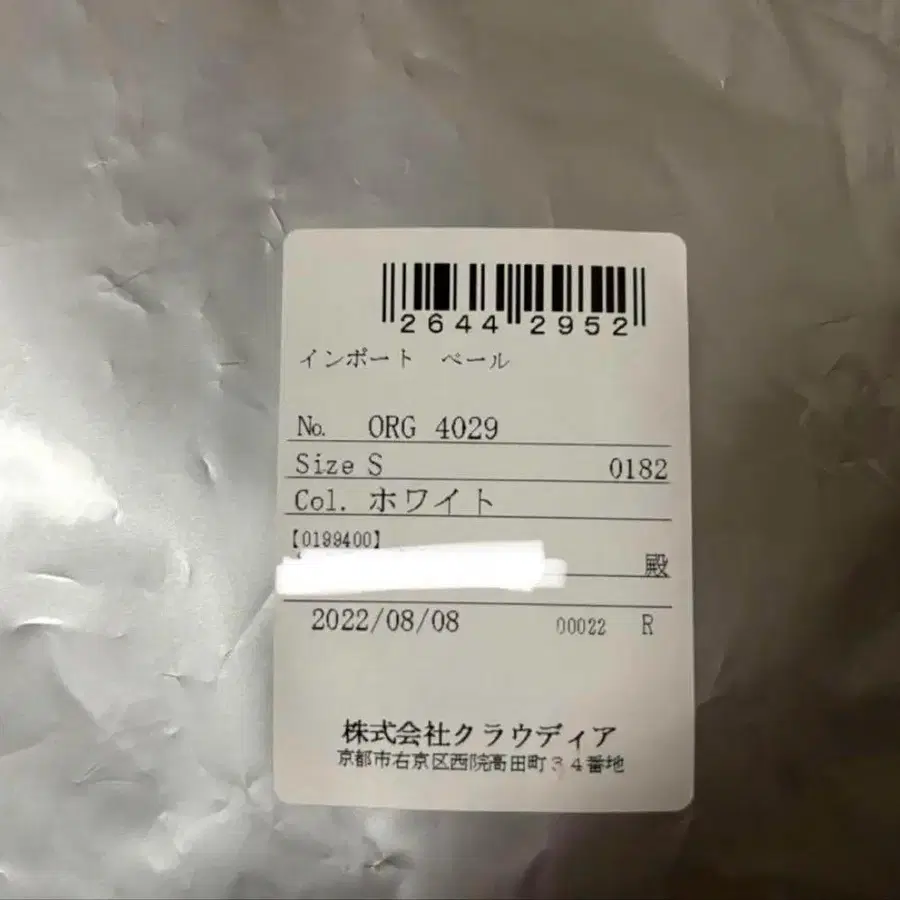 2644 2952
インポート ベール
No. ORG 4029
Size S 0182
Col. ホワイト
【0199400】
殿
2022/08/08 00022 R
株式会社クラウディア
京都市右京区西院高田町34番地